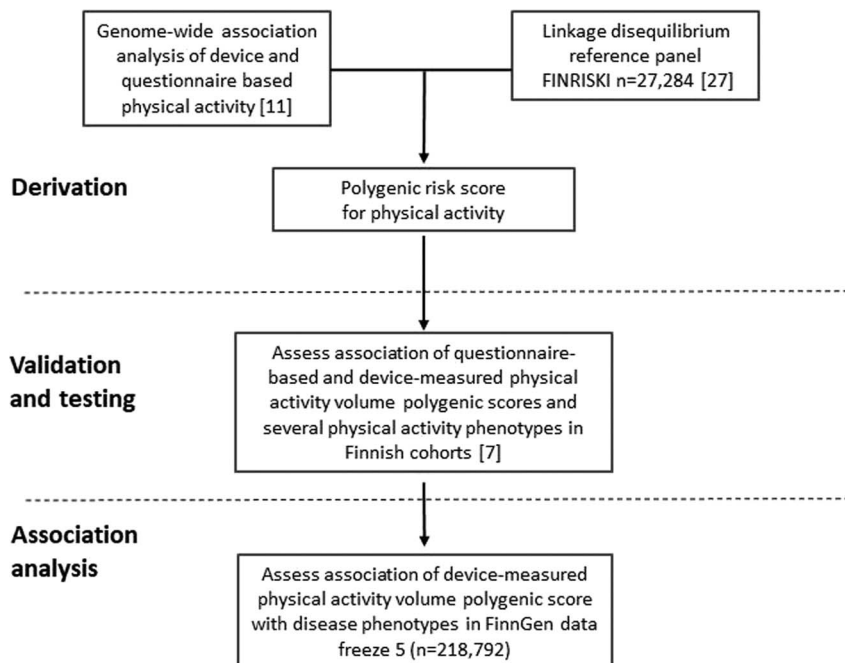 Genome-wide association
analysis of device and
questionnaire based
physical activity [11]
Linkage disequilibrium
reference panel
FINRISKI n=27,284 [27]
Derivation
Polygenic risk score
for physical activity
Validation
and testing
Assess association of questionnaire-
based and device-measured physical
activity volume polygenic scores and
several physical activity phenotypes in
Finnish cohorts [7]
Association
analysis
Assess association of device-measured
physical activity volume polygenic score
with disease phenotypes in FinnGen data
freeze 5 (n=218,792)